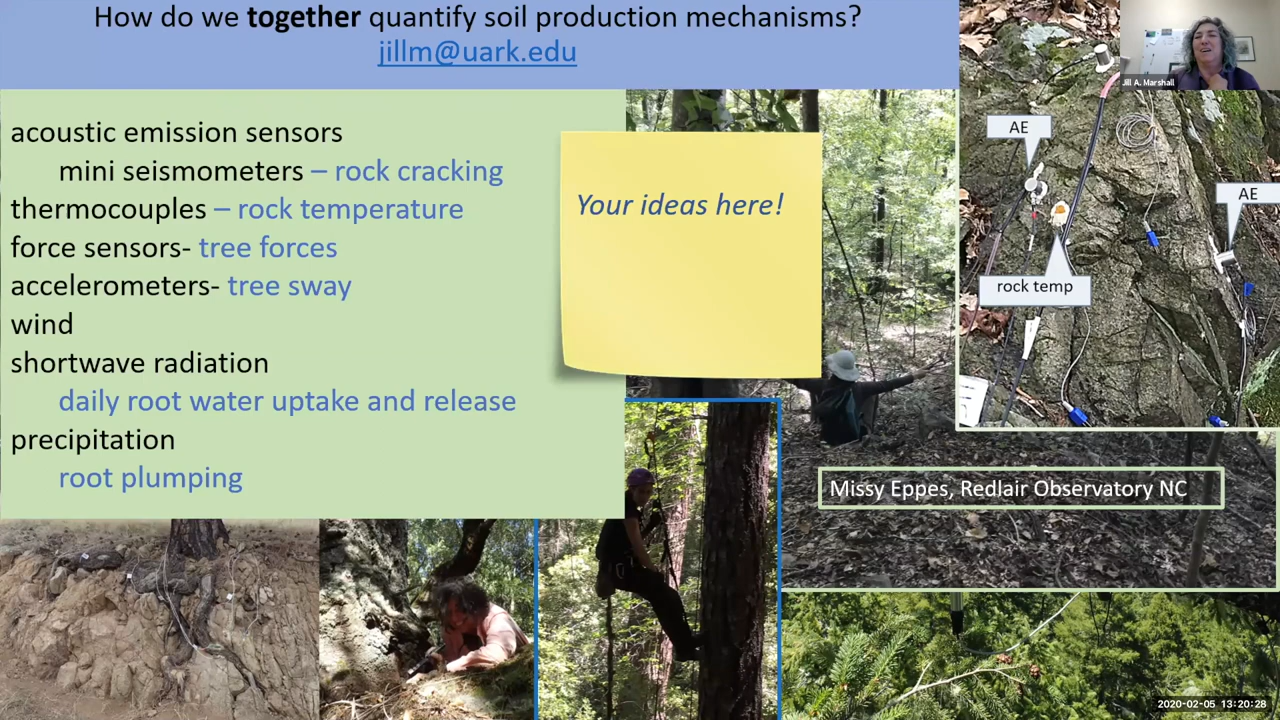 How do we together quantify soil production mechanisms?
jillm@uark.edu
acoustic emission sensors
mini seismometers – rock cracking
thermocouples – rock temperature
force sensors- tree forces
accelerometers- tree sway
wind
shortwave radiation
daily root water uptake and release
precipitation
root plumping
Your ideas here!
Jill A. Marshall
AE
AE
rock temp
Missy Eppes, Redlair Observatory NC
2020-02-05 13:20:28